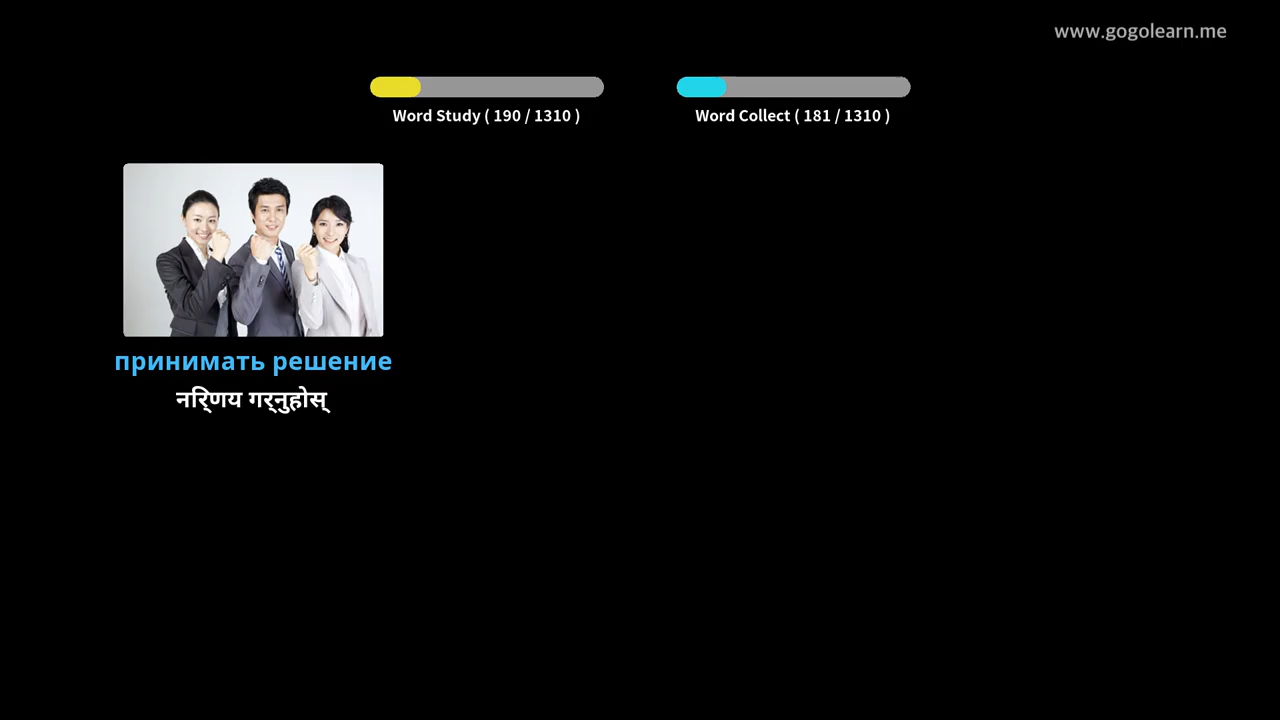 www.gogolearn.me
Word Study ( 190 / 1310 )
Word Collect ( 181 / 1310 )
принимать решение
निर्णय गर्नुहोस्